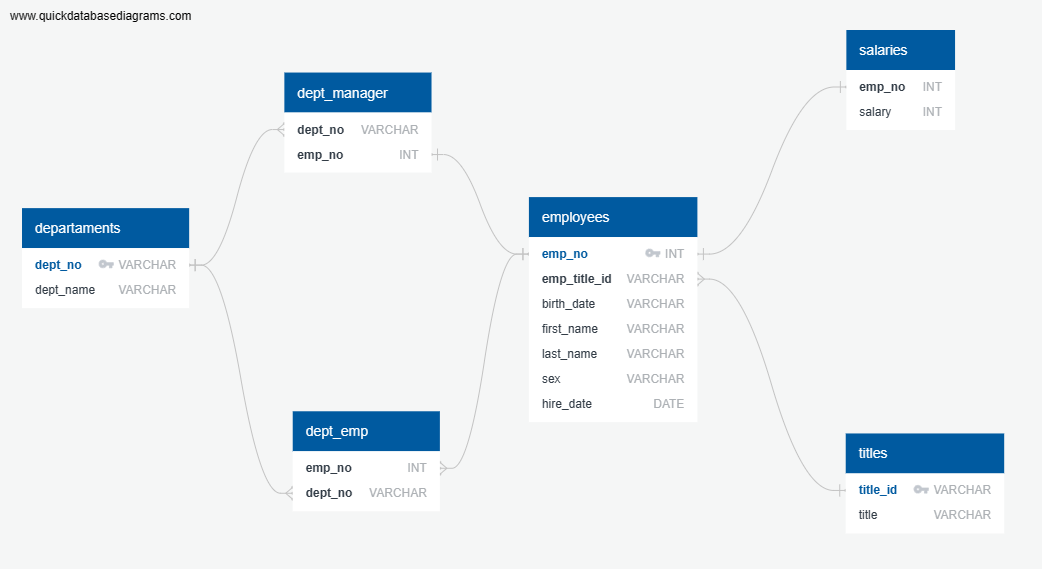 www.quickdatabasediagrams.com
departaments
dept_no VARCHAR
dept_name VARCHAR
dept_manager
dept_no VARCHAR
emp_no INT
dept_emp
emp_no INT
dept_no VARCHAR
employees
emp_no INT
emp_title_id VARCHAR
birth_date VARCHAR
first_name VARCHAR
last_name VARCHAR
sex VARCHAR
hire_date DATE
salaries
emp_no INT
salary INT
titles
title_id VARCHAR
title VARCHAR